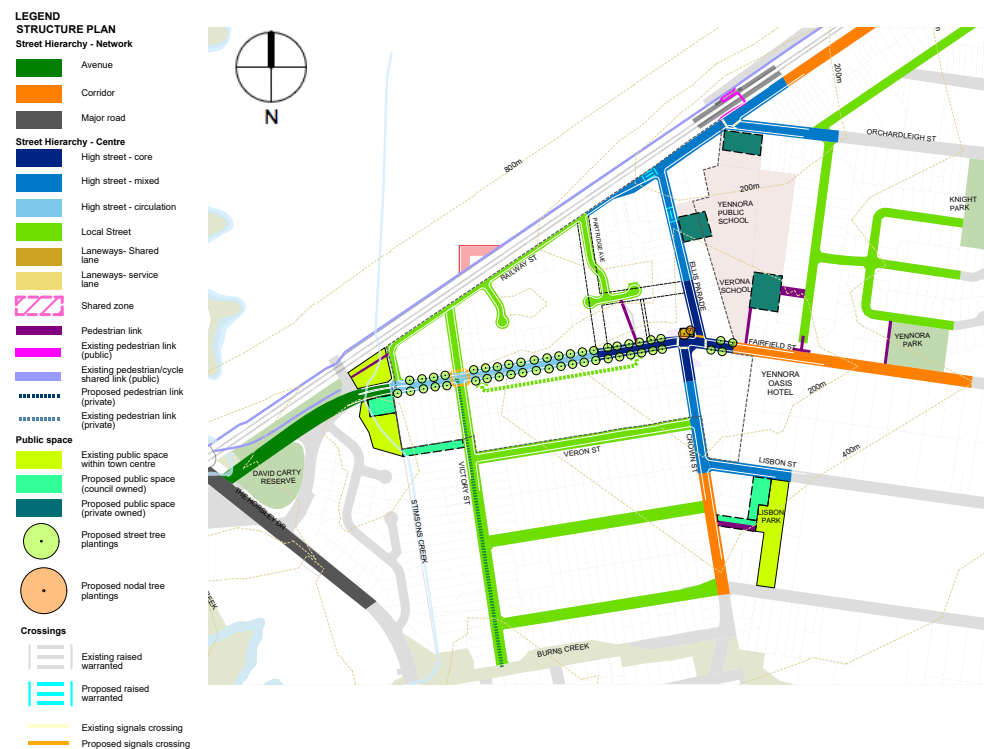 LEGEND
STRUCTURE PLAN
Street Hierarchy - Network
Avenue
Corridor
Major road
Street Hierarchy - Centre
High street - core
High street - mixed
High street - circulation
Local Street
Laneways- Shared
lane
Laneways- service
lane
Shared zone
Pedestrian link
Existing pedestrian link
(public)
Existing pedestrian/cycle
shared link (public)
Proposed pedestrian link
(private)
Existing pedestrian link
(private)
Public space
Existing public space
within town centre
Proposed public space
(council owned)
Proposed public space
(private owned)
Proposed street tree
plantings
Proposed nodal tree
plantings
Crossings
Existing raised
warranted
Proposed raised
warranted
Existing signals crossing
Proposed signals crossing
N
800m
200m
m
ORCHARDLEIGH ST
200m
YENNORA
PUBLIC
SCHOOL
KNIGHT
PARK
PARTRIDGE AVE
RAILWAY ST
ELLIS PARADE
VERONA
SCHOOL
FAIRFIELD ST
YENNORA
PARK
YENNORA
OASIS
HOTEL
200m
400m
VERON ST
CROWN ST
LISBON ST
LISBON
PARK
DAVID CARTY
RESERVE
THE HORSLEY DR
VICTORY ST
STIMSONS CREEK
BURNS CREEK